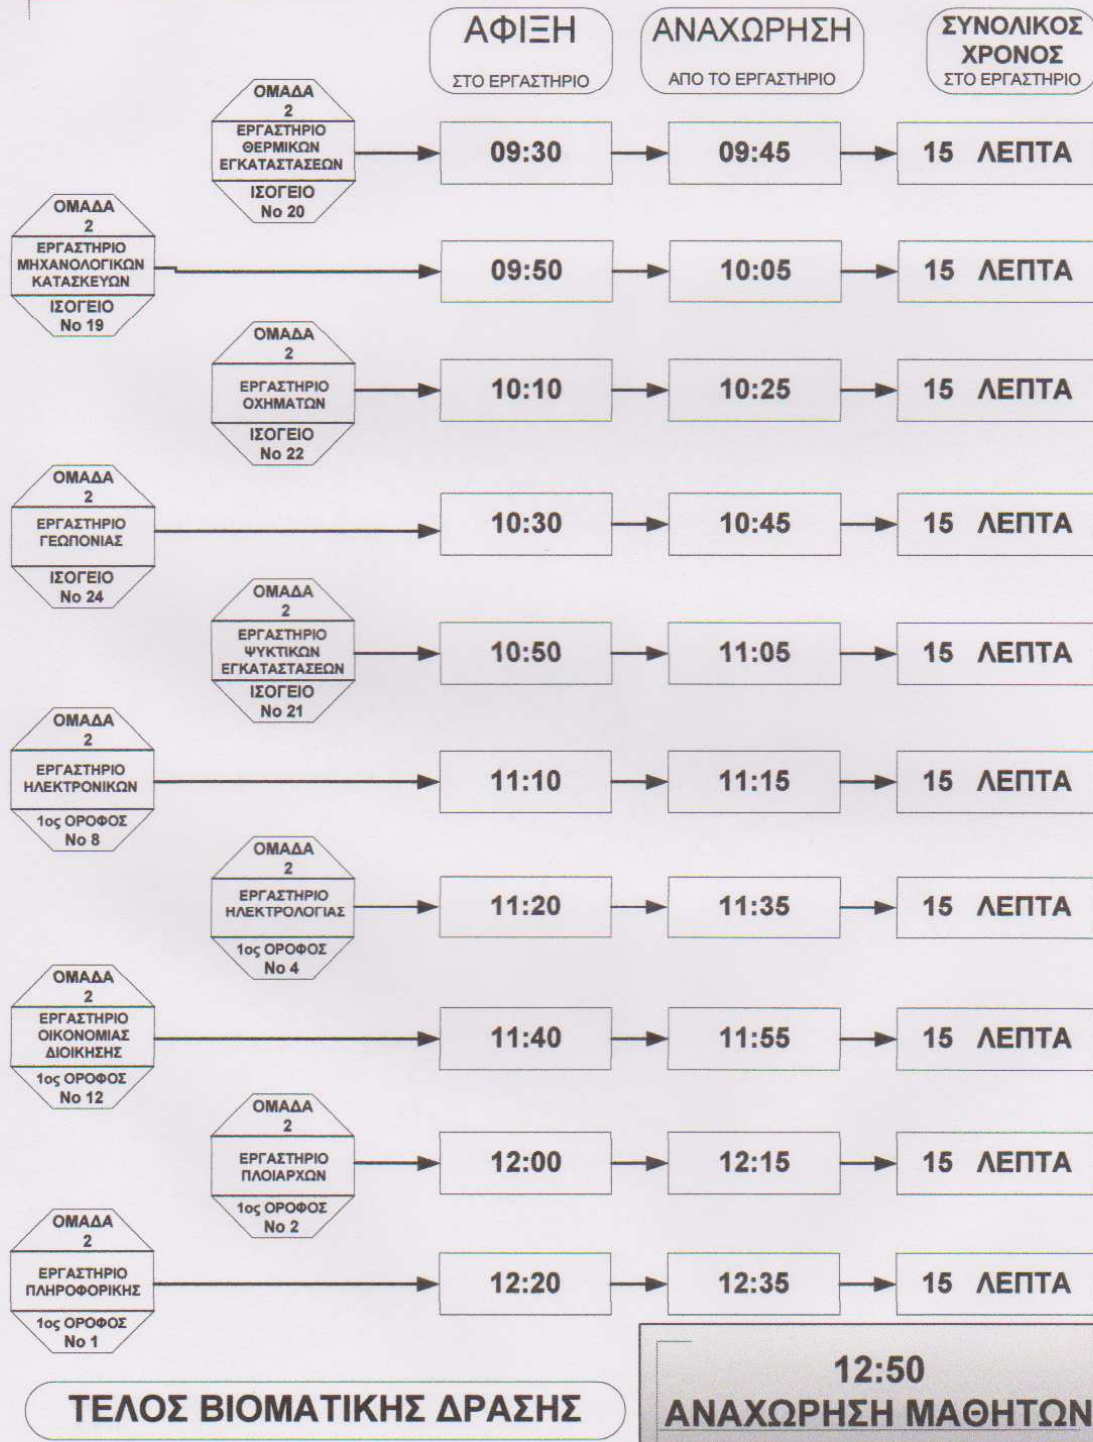 ΑΦΙΞΗ
ΣΤΟ ΕΡΓΑΣΤΗΡΙΟ
ΑΝΑΧΩΡΗΣΗ
ΑΠΟ ΤΟ ΕΡΓΑΣΤΗΡΙΟ
ΣΥΝΟΛΙΚΟΣ
ΧΡΟΝΟΣ
ΣΤΟ ΕΡΓΑΣΤΗΡΙΟ
ΟΜΑΔΑ
2
ΕΡΓΑΣΤΗΡΙΟ
ΘΕΡΜΙΚΩΝ
ΕΓΚΑΤΑΣΤΑΣΕΩΝ
ΙΣΟΓΕΙΟ
Νο 20
09:30
09:45
15 ΛΕΠΤΑ
ΟΜΑΔΑ
2
ΕΡΓΑΣΤΗΡΙΟ
ΜΗΧΑΝΟΛΟΓΙΚΩΝ
ΚΑΤΑΣΚΕΥΩΝ
ΙΣΟΓΕΙΟ
Νο 19
09:50
10:05
15 ΛΕΠΤΑ
ΟΜΑΔΑ
2
ΕΡΓΑΣΤΗΡΙΟ
ΟΧΗΜΑΤΩΝ
ΙΣΟΓΕΙΟ
Νο 22
10:10
10:25
15 ΛΕΠΤΑ
ΟΜΑΔΑ
2
ΕΡΓΑΣΤΗΡΙΟ
ΓΕΩΠΟΝΙΑΣ
ΙΣΟΓΕΙΟ
Νο 24
10:30
10:45
15 ΛΕΠΤΑ
ΟΜΑΔΑ
2
ΕΡΓΑΣΤΗΡΙΟ
ΨΥΚΤΙΚΩΝ
ΕΓΚΑΤΑΣΤΑΣΕΩΝ
ΙΣΟΓΕΙΟ
Νο 21
10:50
11:05
15 ΛΕΠΤΑ
ΟΜΑΔΑ
2
ΕΡΓΑΣΤΗΡΙΟ
ΗΛΕΚΤΡΟΝΙΚΩΝ
1ος ΟΡΟΦΟΣ
Νο 8
11:10
11:15
15 ΛΕΠΤΑ
ΟΜΑΔΑ
2
ΕΡΓΑΣΤΗΡΙΟ
ΗΛΕΚΤΡΟΛΟΓΙΑΣ
1ος ΟΡΟΦΟΣ
Νο 4
11:20
11:35
15 ΛΕΠΤΑ
ΟΜΑΔΑ
2
ΕΡΓΑΣΤΗΡΙΟ
ΟΙΚΟΝΟΜΙΑΣ
ΔΙΟΙΚΗΣΗΣ
1ος ΟΡΟΦΟΣ
Νο 12
11:40
11:55
15 ΛΕΠΤΑ
ΟΜΑΔΑ
2
ΕΡΓΑΣΤΗΡΙΟ
ΠΛΟΙΑΡΧΩΝ
1ος ΟΡΟΦΟΣ
Νο 2
12:00
12:15
15 ΛΕΠΤΑ
ΟΜΑΔΑ
2
ΕΡΓΑΣΤΗΡΙΟ
ΠΛΗΡΟΦΟΡΙΚΗΣ
1ος ΟΡΟΦΟΣ
Νο 1
12:20
12:35
15 ΛΕΠΤΑ
ΤΕΛΟΣ ΒΙΟΜΑΤΙΚΗΣ ΔΡΑΣΗΣ
12:50
ΑΝΑΧΩΡΗΣΗ ΜΑΘΗΤΩΝ